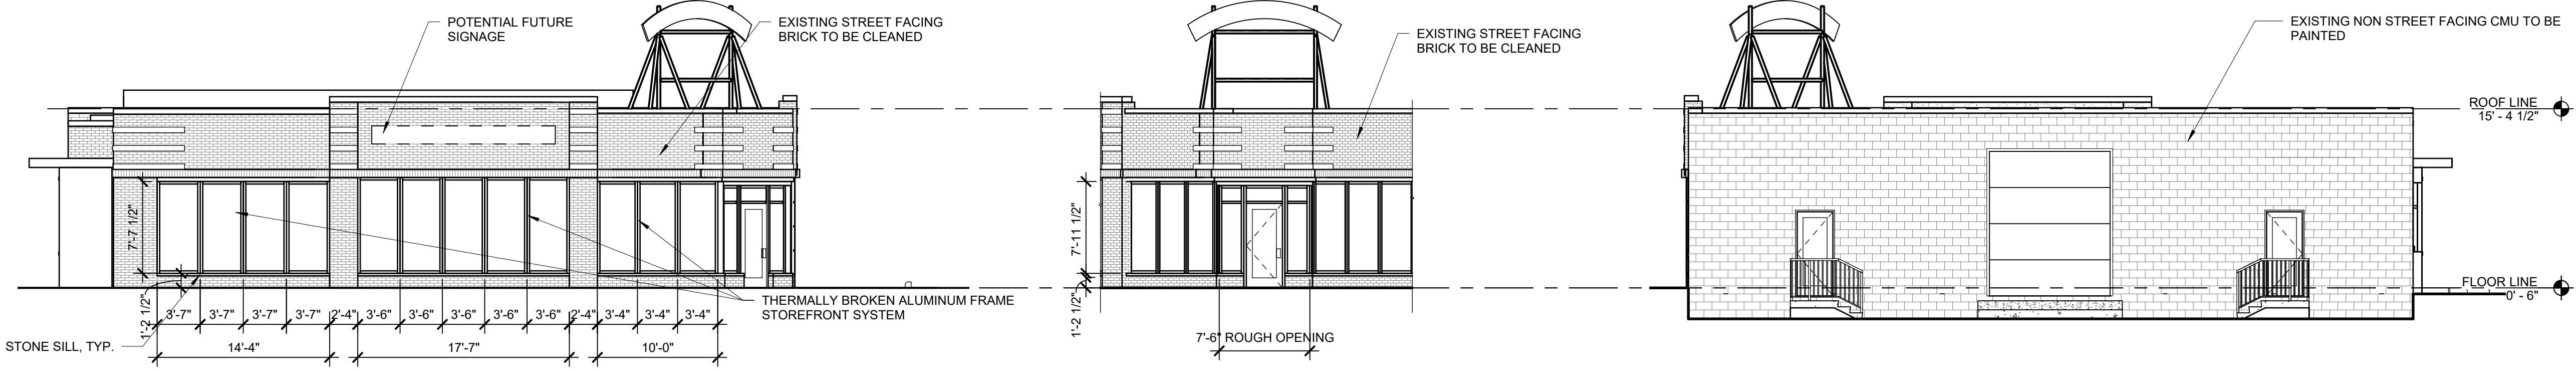 POTENTIAL FUTURE
SIGNAGE
EXISTING STREET FACING
BRICK TO BE CLEANED
EXISTING STREET FACING
BRICK TO BE CLEANED
EXISTING NON STREET FACING CMU TO BE
PAINTED
ROOF LINE
15' - 4 1/2"
7'-7 1/2"
7'-11 1/2"
FLOOR LINE
0' - 6"
THERMALLY BROKEN ALUMINUM FRAME
STOREFRONT SYSTEM
1'-2 1/2"
1'-2 1/2"
3'-7" 3'-7" 3'-7" 3'-7" 2'-4" 3'-6" 3'-6" 3'-6" 3'-6" 3'-6" 2'-4" 3'-4" 3'-4" 3'-4"
7'-6" ROUGH OPENING
STONE SILL, TYP.
14'-4" 17'-7" 10'-0"